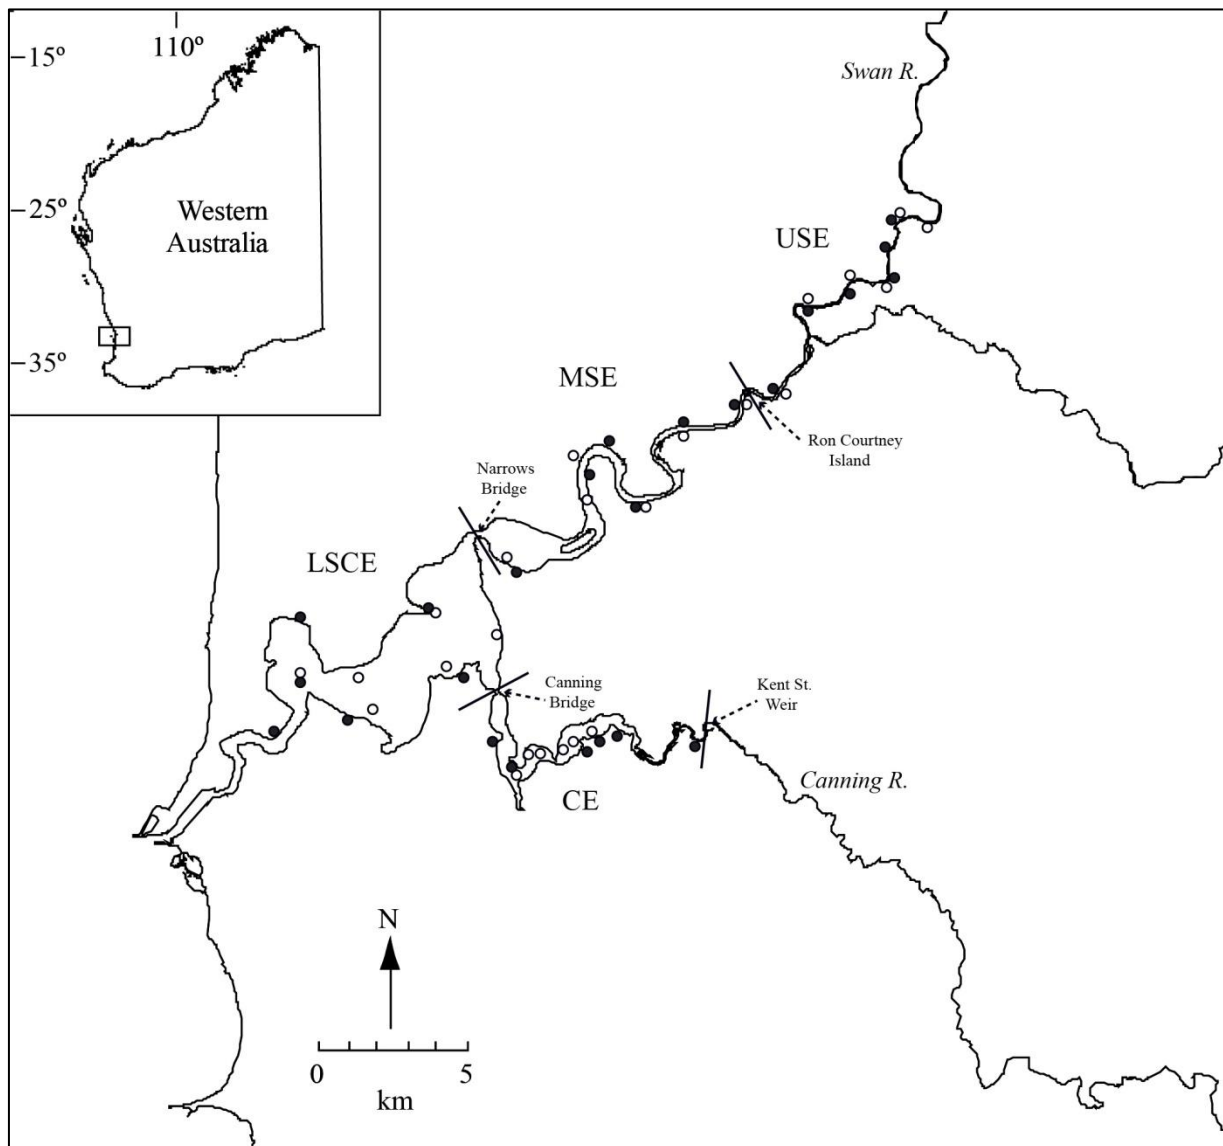 110º
15º
Swan R.
Western
Australia
25º
USE
35º
MSE
Ron Courtney
Island
Narrows
Bridge
LSCE
Canning
Bridge
Kent St.
Weir
Canning R.
CE
N
0 5
km